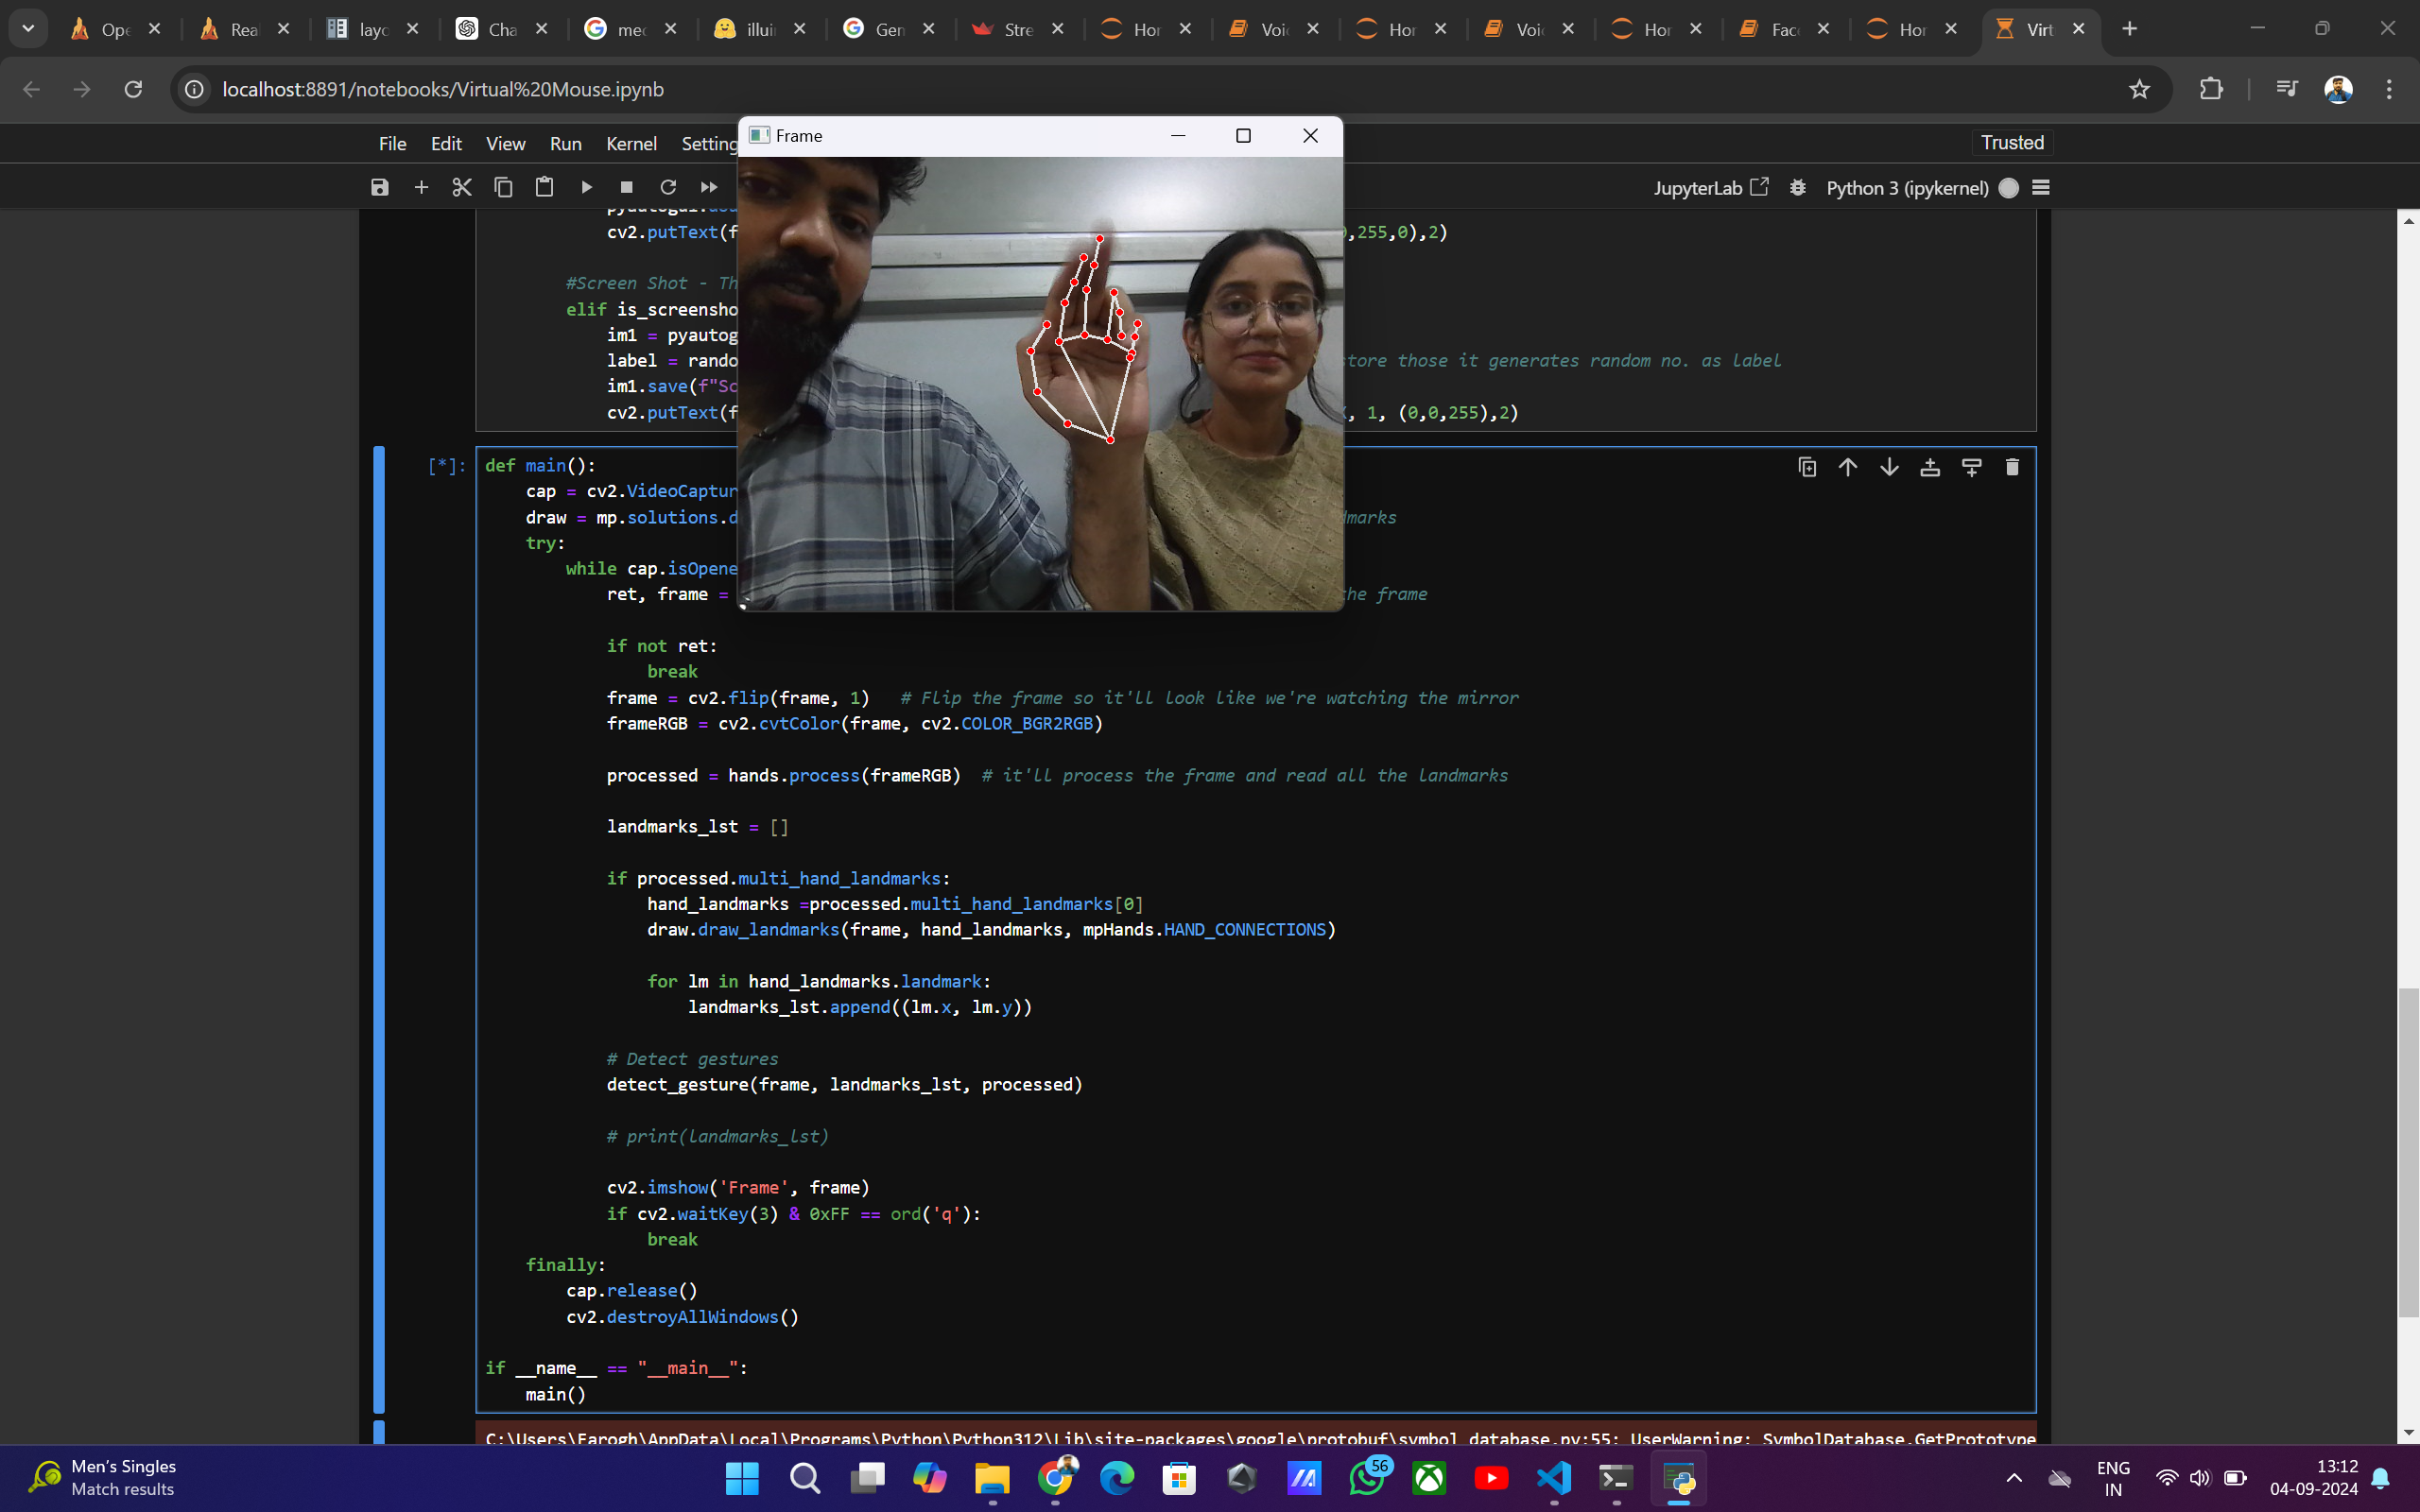 Ope
Rea
layo
Cha
med
illui
Gen
Stre
Hor
Voic
Hor
Voic
Hor
Face
Hor
Virt
localhost:8891/notebooks/Virtual%20Mouse.ipynb
File Edit View Run Kernel Setting
Trusted
JupyterLab
Python 3 (ipykernel)
Frame
cv2.putText(f
,255,0),2)
#Screen Shot - Th
elif is_screensho
im1 = pyautog
label = rando
tore those it generates random no. as label
im1.save(f"Sc
cv2.putText(f
, 1, (0,0,255),2)
[*]:
def main():
cap = cv2.VideoCaptur
draw = mp.solutions.d
dmarks
try:
while cap.isOpene
ret, frame =
he frame
if not ret:
break
frame = cv2.flip(frame, 1) # Flip the frame so it'll look like we're watching the mirror
frameRGB = cv2.cvtColor(frame, cv2.COLOR_BGR2RGB)
processed = hands.process(frameRGB) # it'll process the frame and read all the landmarks
landmarks_lst = []
if processed.multi_hand_landmarks:
hand_landmarks =processed.multi_hand_landmarks[0]
draw.draw_landmarks(frame, hand_landmarks, mpHands.HAND_CONNECTIONS)
for lm in hand_landmarks.landmark:
landmarks_lst.append((lm.x, lm.y))
# Detect gestures
detect_gesture(frame, landmarks_lst, processed)
# print(landmarks_lst)
cv2.imshow('Frame', frame)
if cv2.waitKey(3) & 0xFF == ord('q'):
break
finally:
cap.release()
cv2.destroyAllWindows()
if __name__ == "__main__":
main()
C:\Users\Farogh\AppData\Local\Programs\Python\Python312\Lib\site-packages\google\protobuf\symbol_database.py:55: UserWarning: SymbolDatabase.GetPrototype
Men's Singles
Match results
56
ENG
IN
13:12
04-09-2024